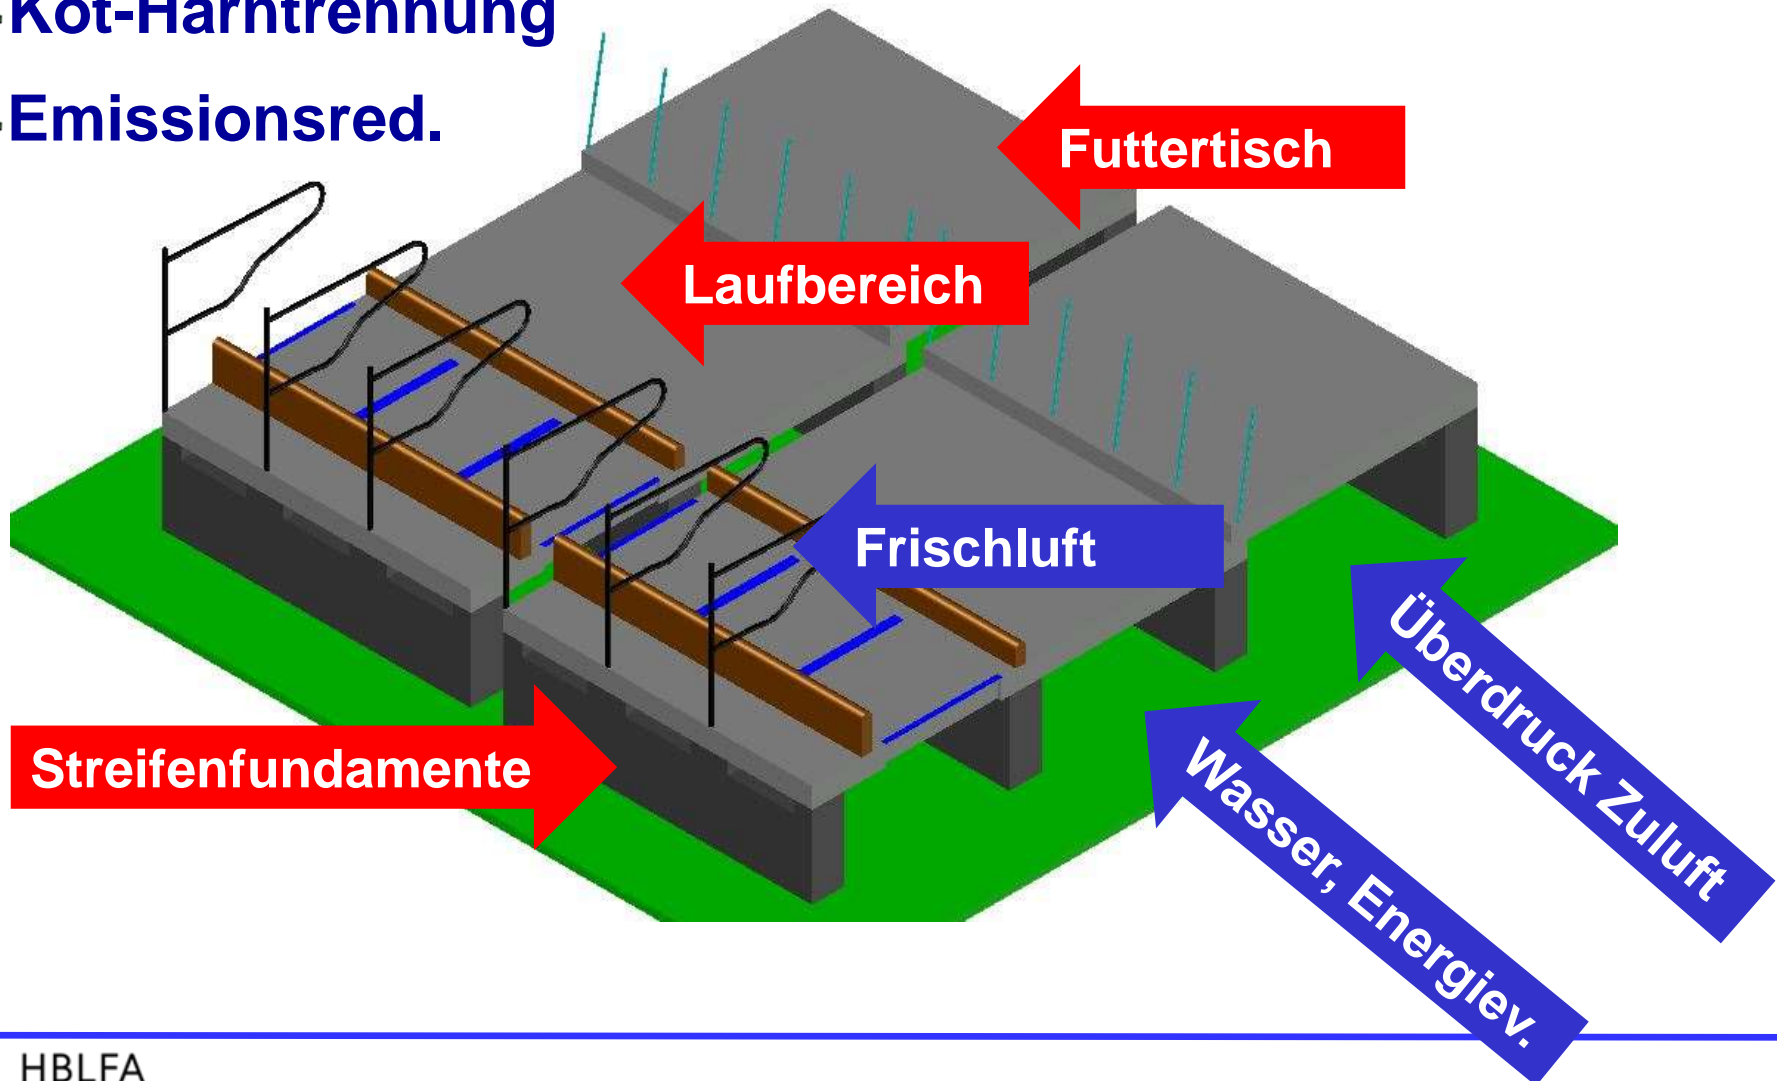 -Kot-Harntrennung
-Emissionsred.
Futtertisch
Laufbereich
Frischluft
Überdruck Zuluft
Streifenfundamente
Wasser, Energiev.
HBLFA